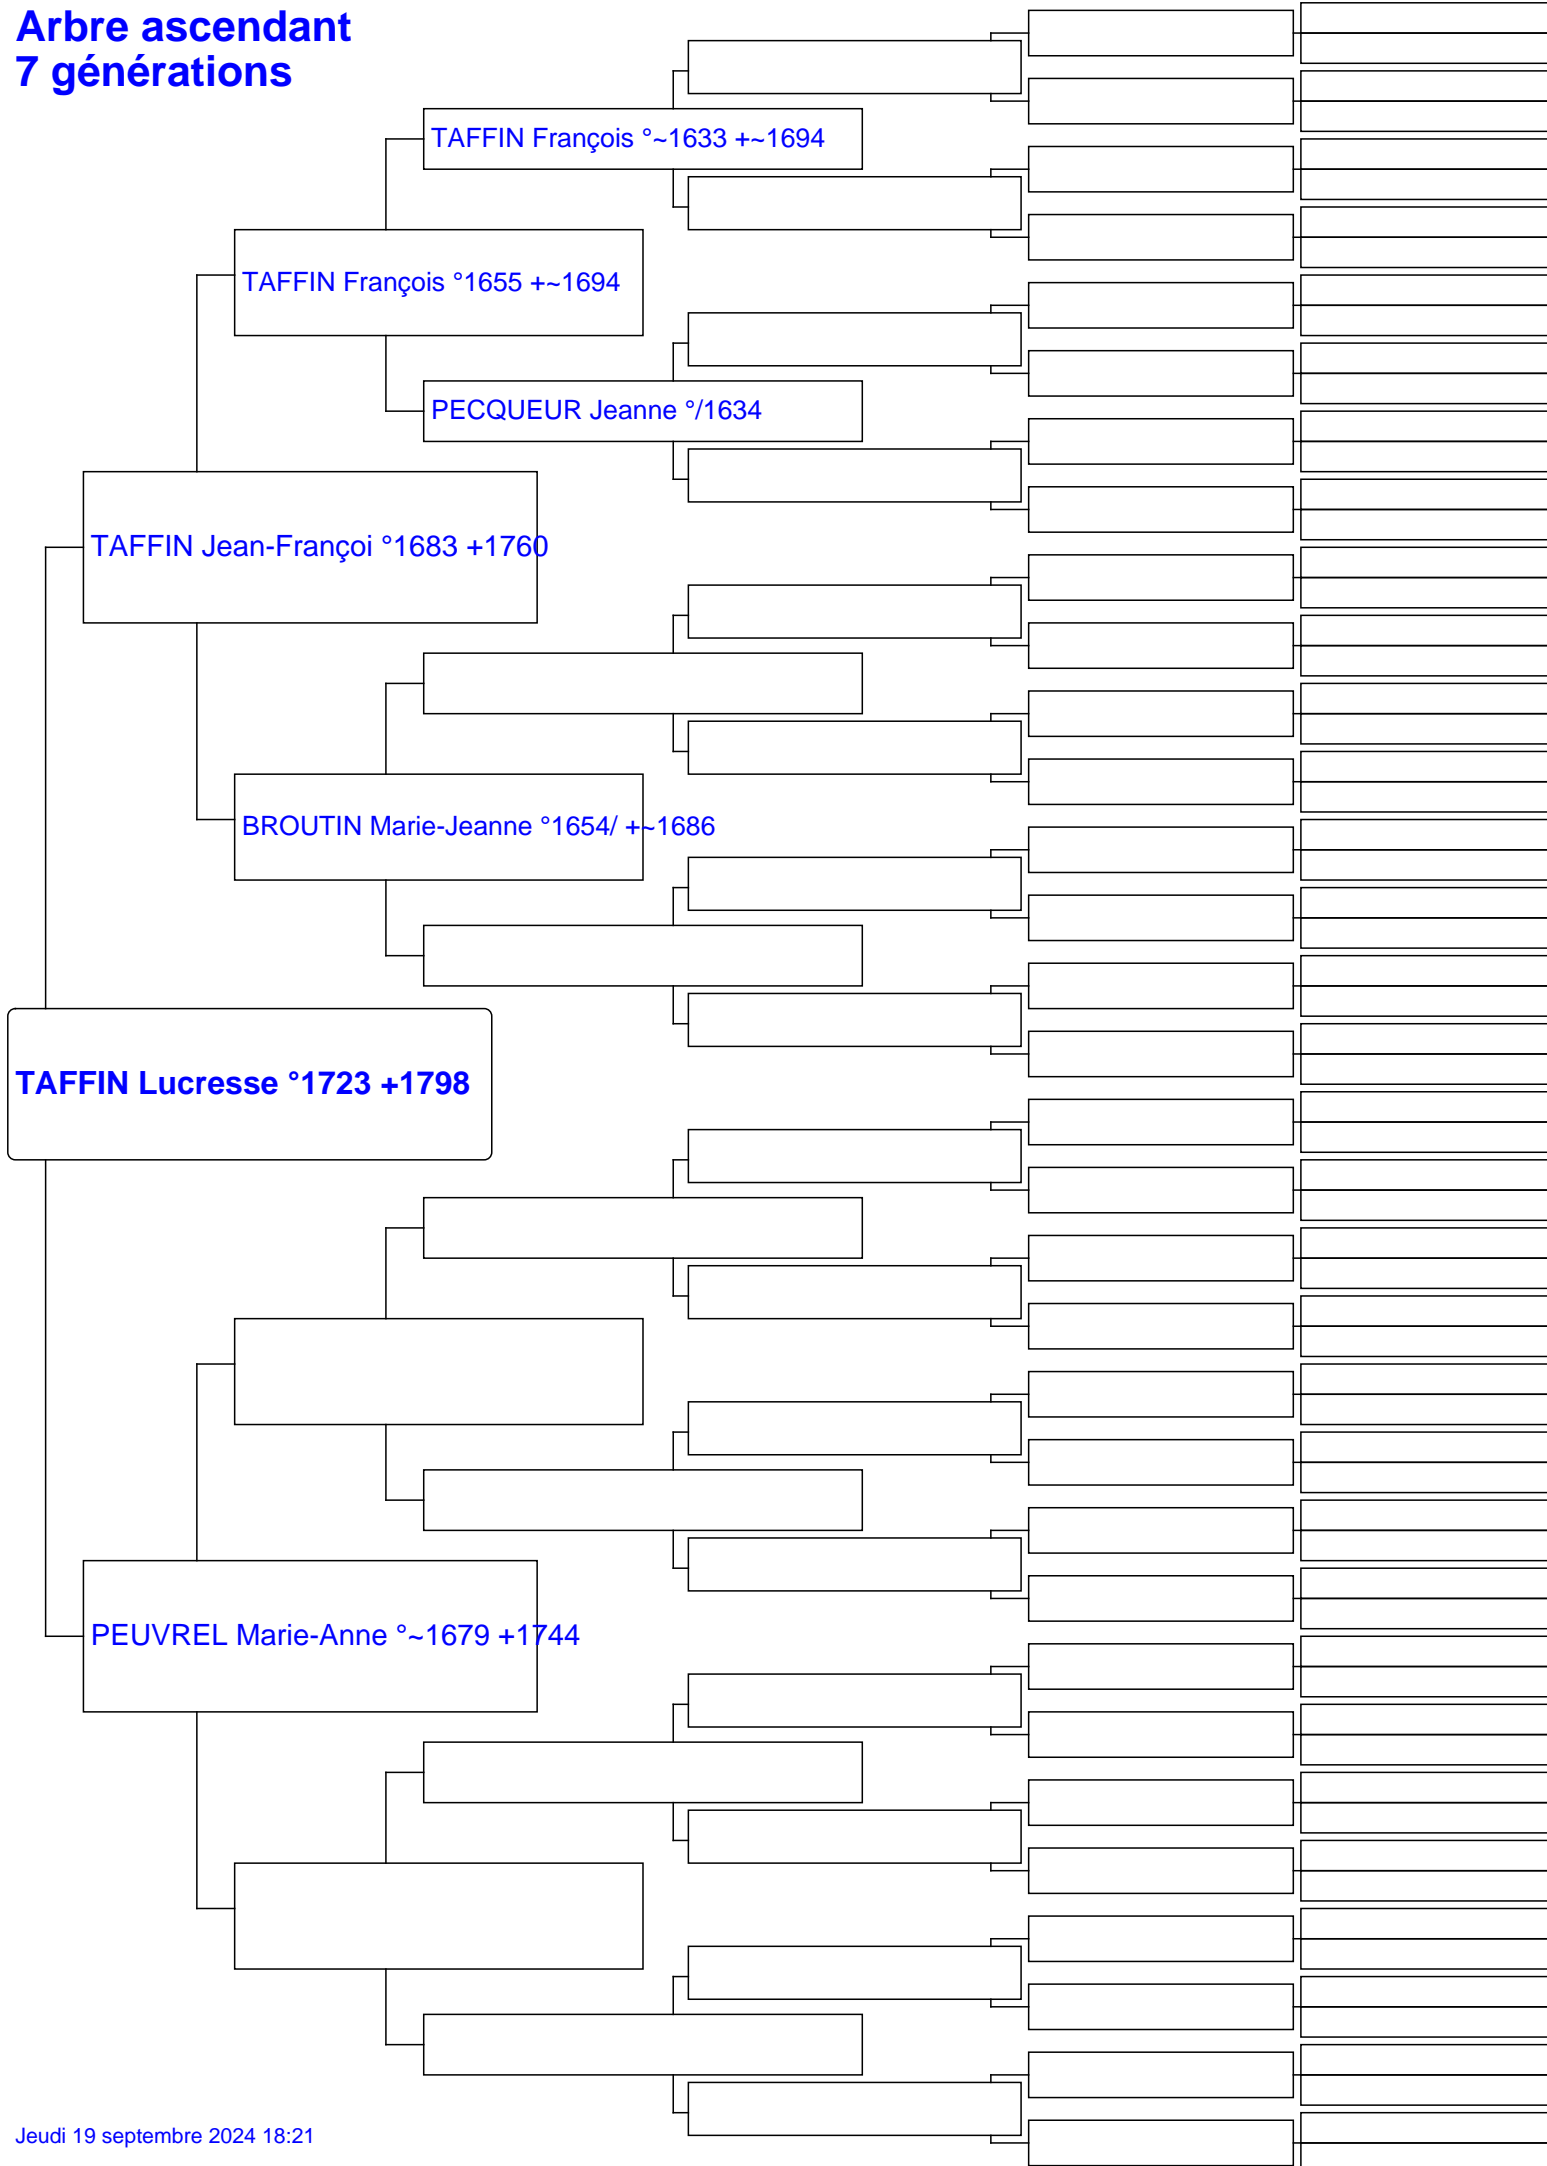 Arbre ascendant
7 générations
TAFFIN François °~1633 +~1694
TAFFIN François °1655 +~1694
PECQUEUR Jeanne °/1634
TAFFIN Jean-Françoi °1683 +1760
BROUTIN Marie-Jeanne °1654/ +~1686
TAFFIN Lucresse °1723 +1798
PEUVREL Marie-Anne °~1679 +1744
Jeudi 19 septembre 2024 18:21